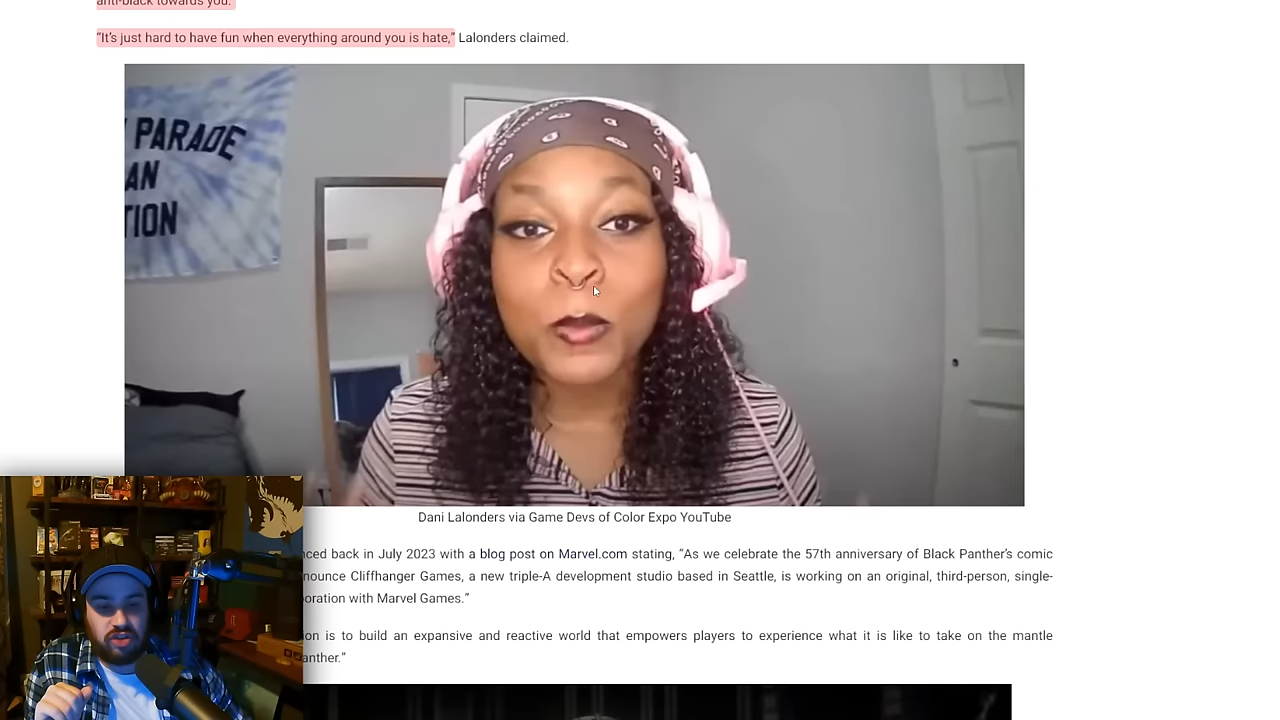 anti-black towards you."
“It’s just hard to have fun when everything around you is hate,” Lalonders claimed.
PARADE
AN
TION
Dani Lalonders via Game Devs of Color Expo YouTube
nced back in July 2023 with a blog post on Marvel.com stating, “As we celebrate the 57th anniversary of Black Panther’s comic
nounce Cliffhanger Games, a new triple-A development studio based in Seattle, is working on an original, third-person, single-
oration with Marvel Games.”
ion is to build an expansive and reactive world that empowers players to experience what it is like to take on the mantle
anther.”